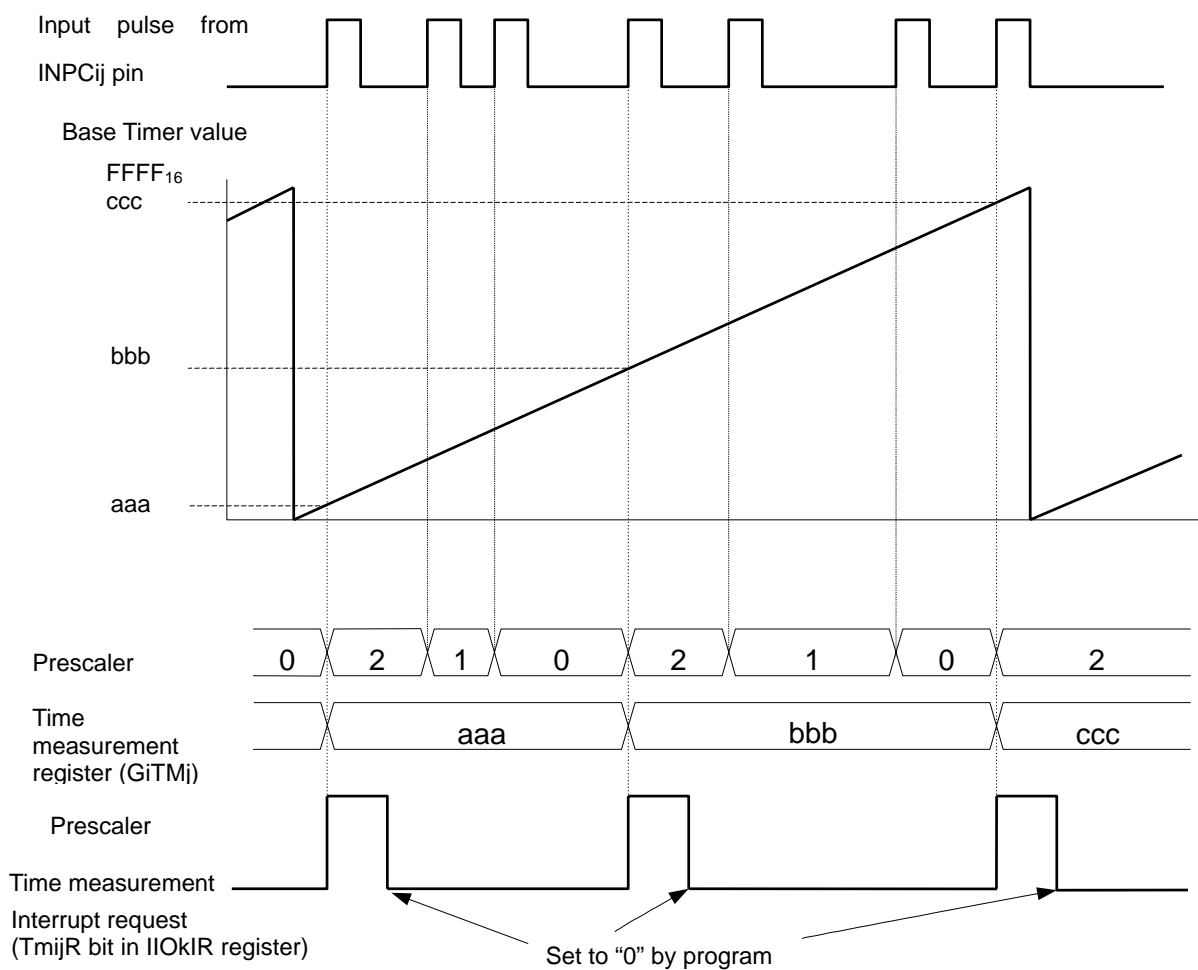 Input pulse from
INPCij pin
Base Timer value
FFFF16
ccc
bbb
aaa
Prescaler 0 2 1 0 2 1 0 2
Time
measurement
register (GiTMj)
aaa bbb ccc
Prescaler
Time measurement
Interrupt request
(TmijR bit in IIOkIR register)
Set to “0” by program